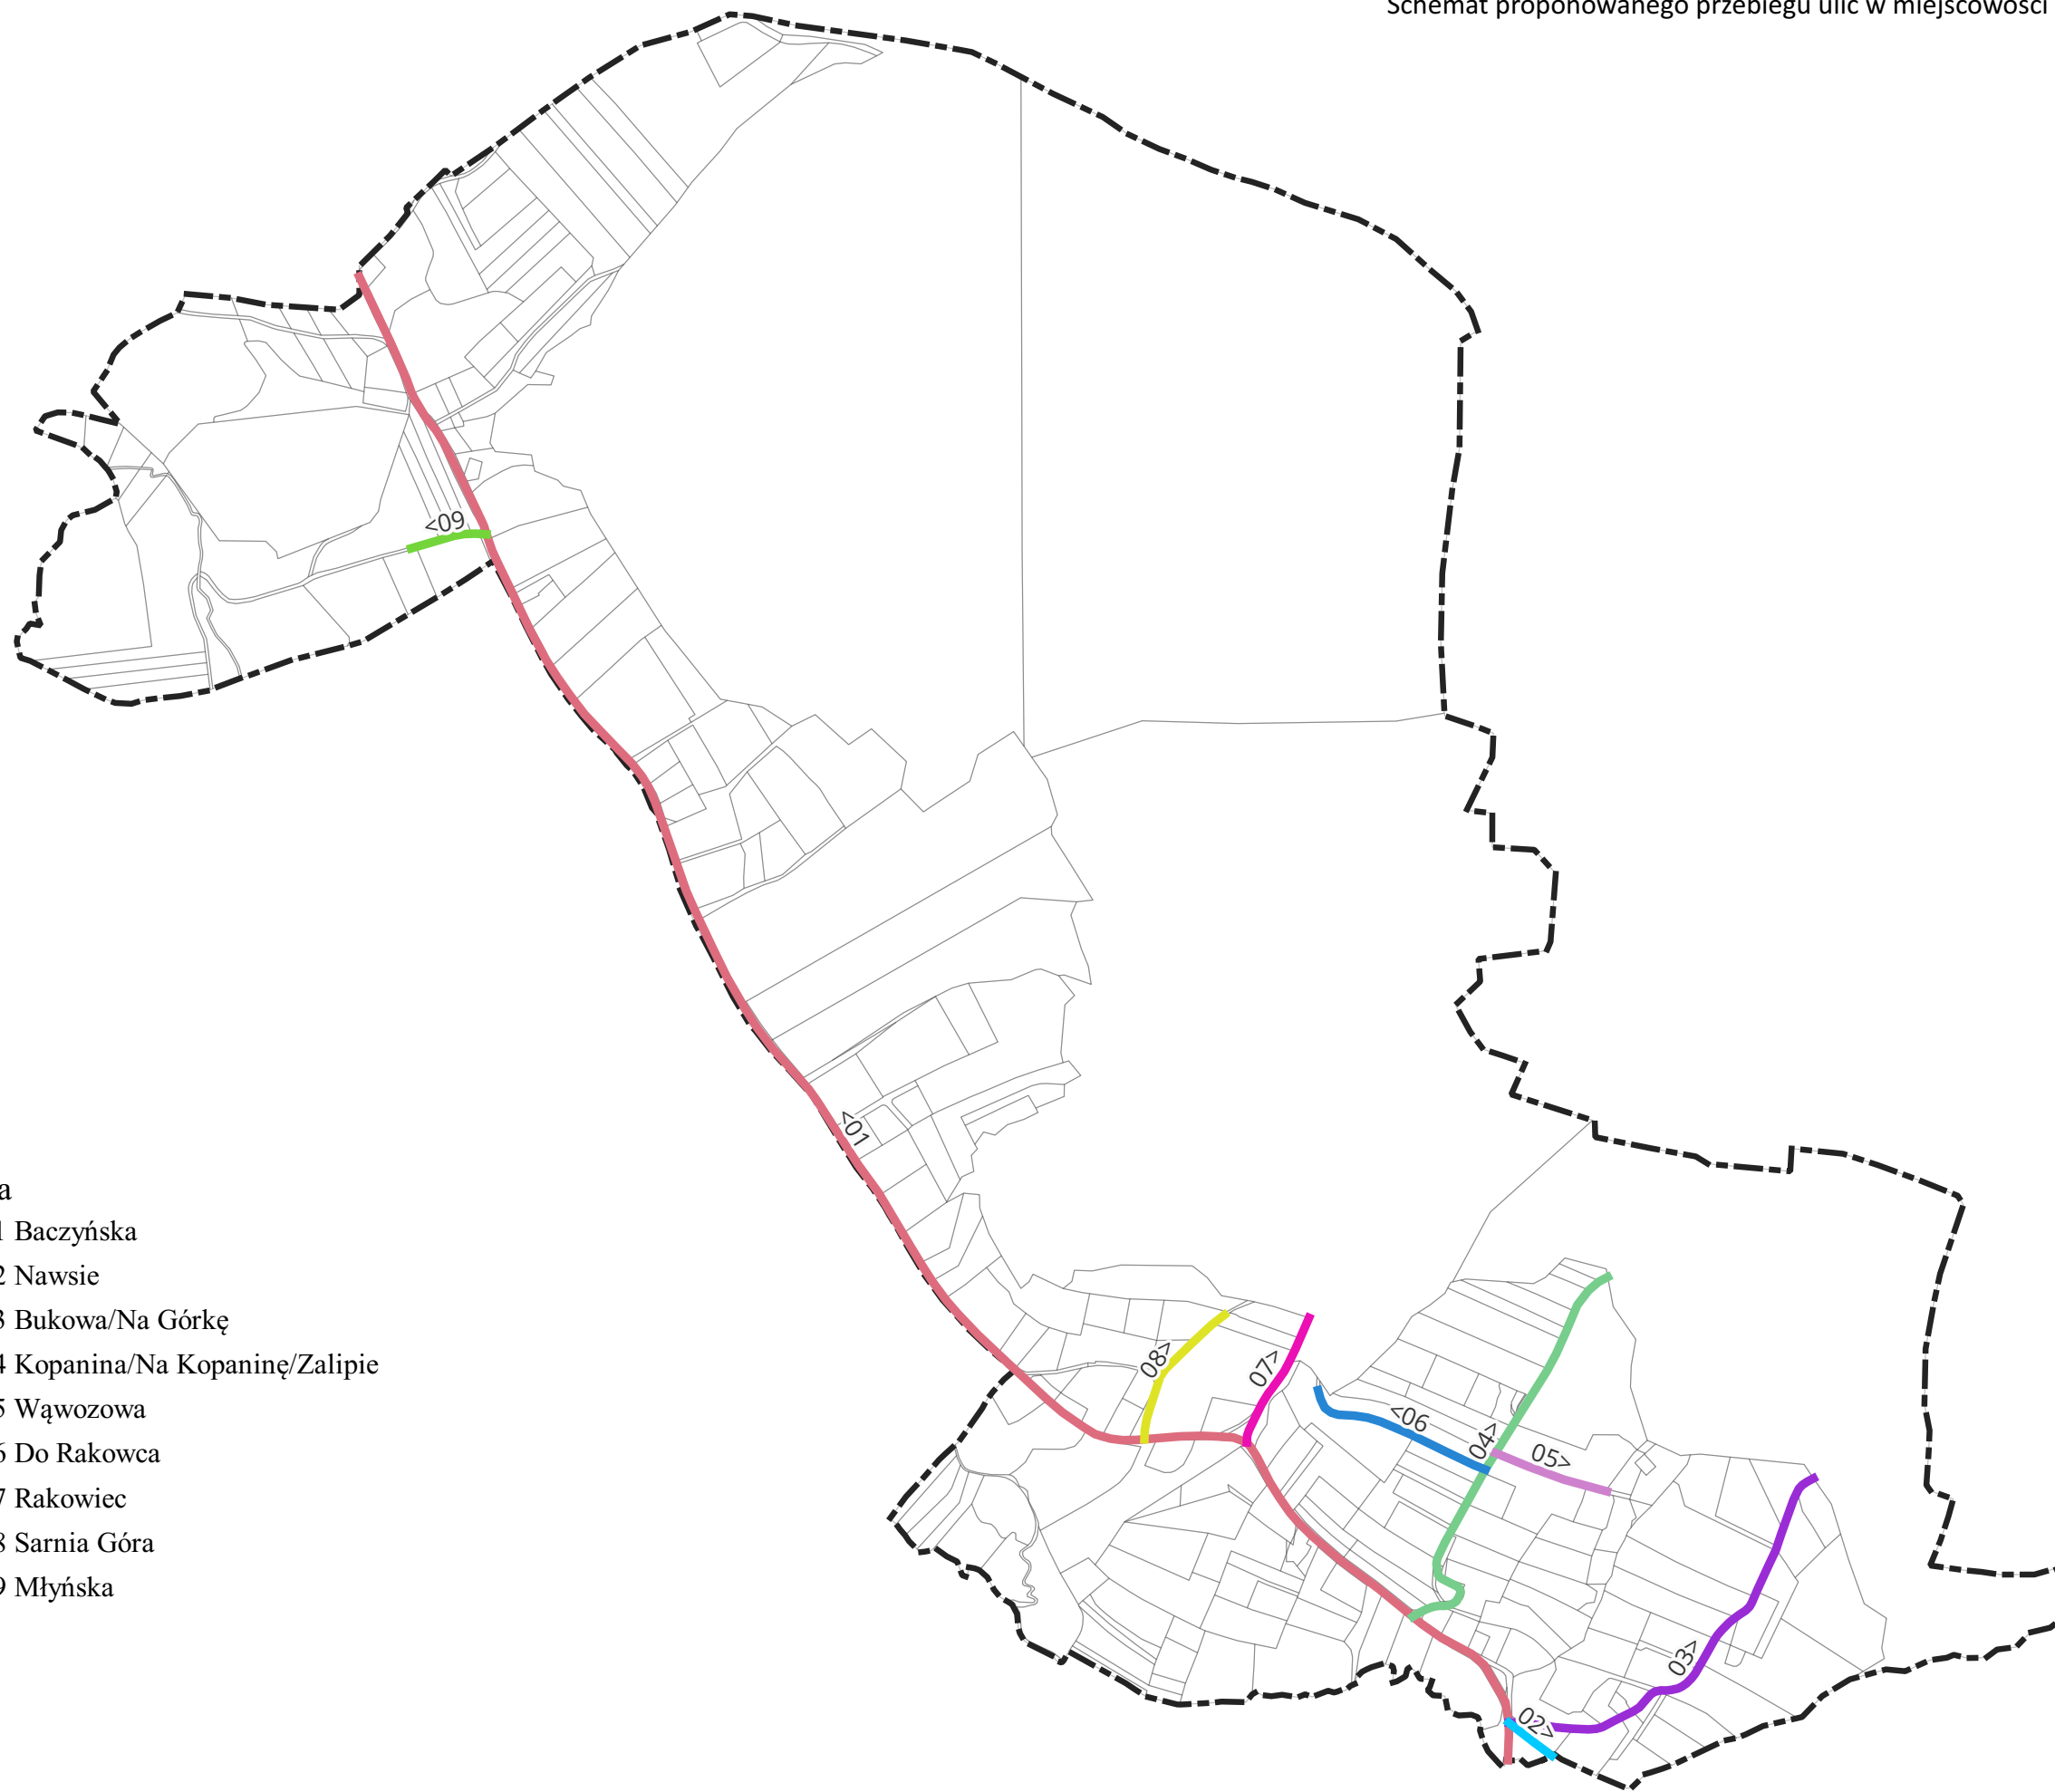 Schemat proponowanego przebiegu ulic w miejscowości
<09
<01
08>
07>
<06
04>
05>
03>
02>
a
1 Baczyńska
2 Nawsie
3 Bukowa/Na Górkę
4 Kopanina/Na Kopaninę/Zalipie
5 Wąwozowa
6 Do Rakowca
7 Rakowiec
8 Sarnia Góra
9 Młyńska